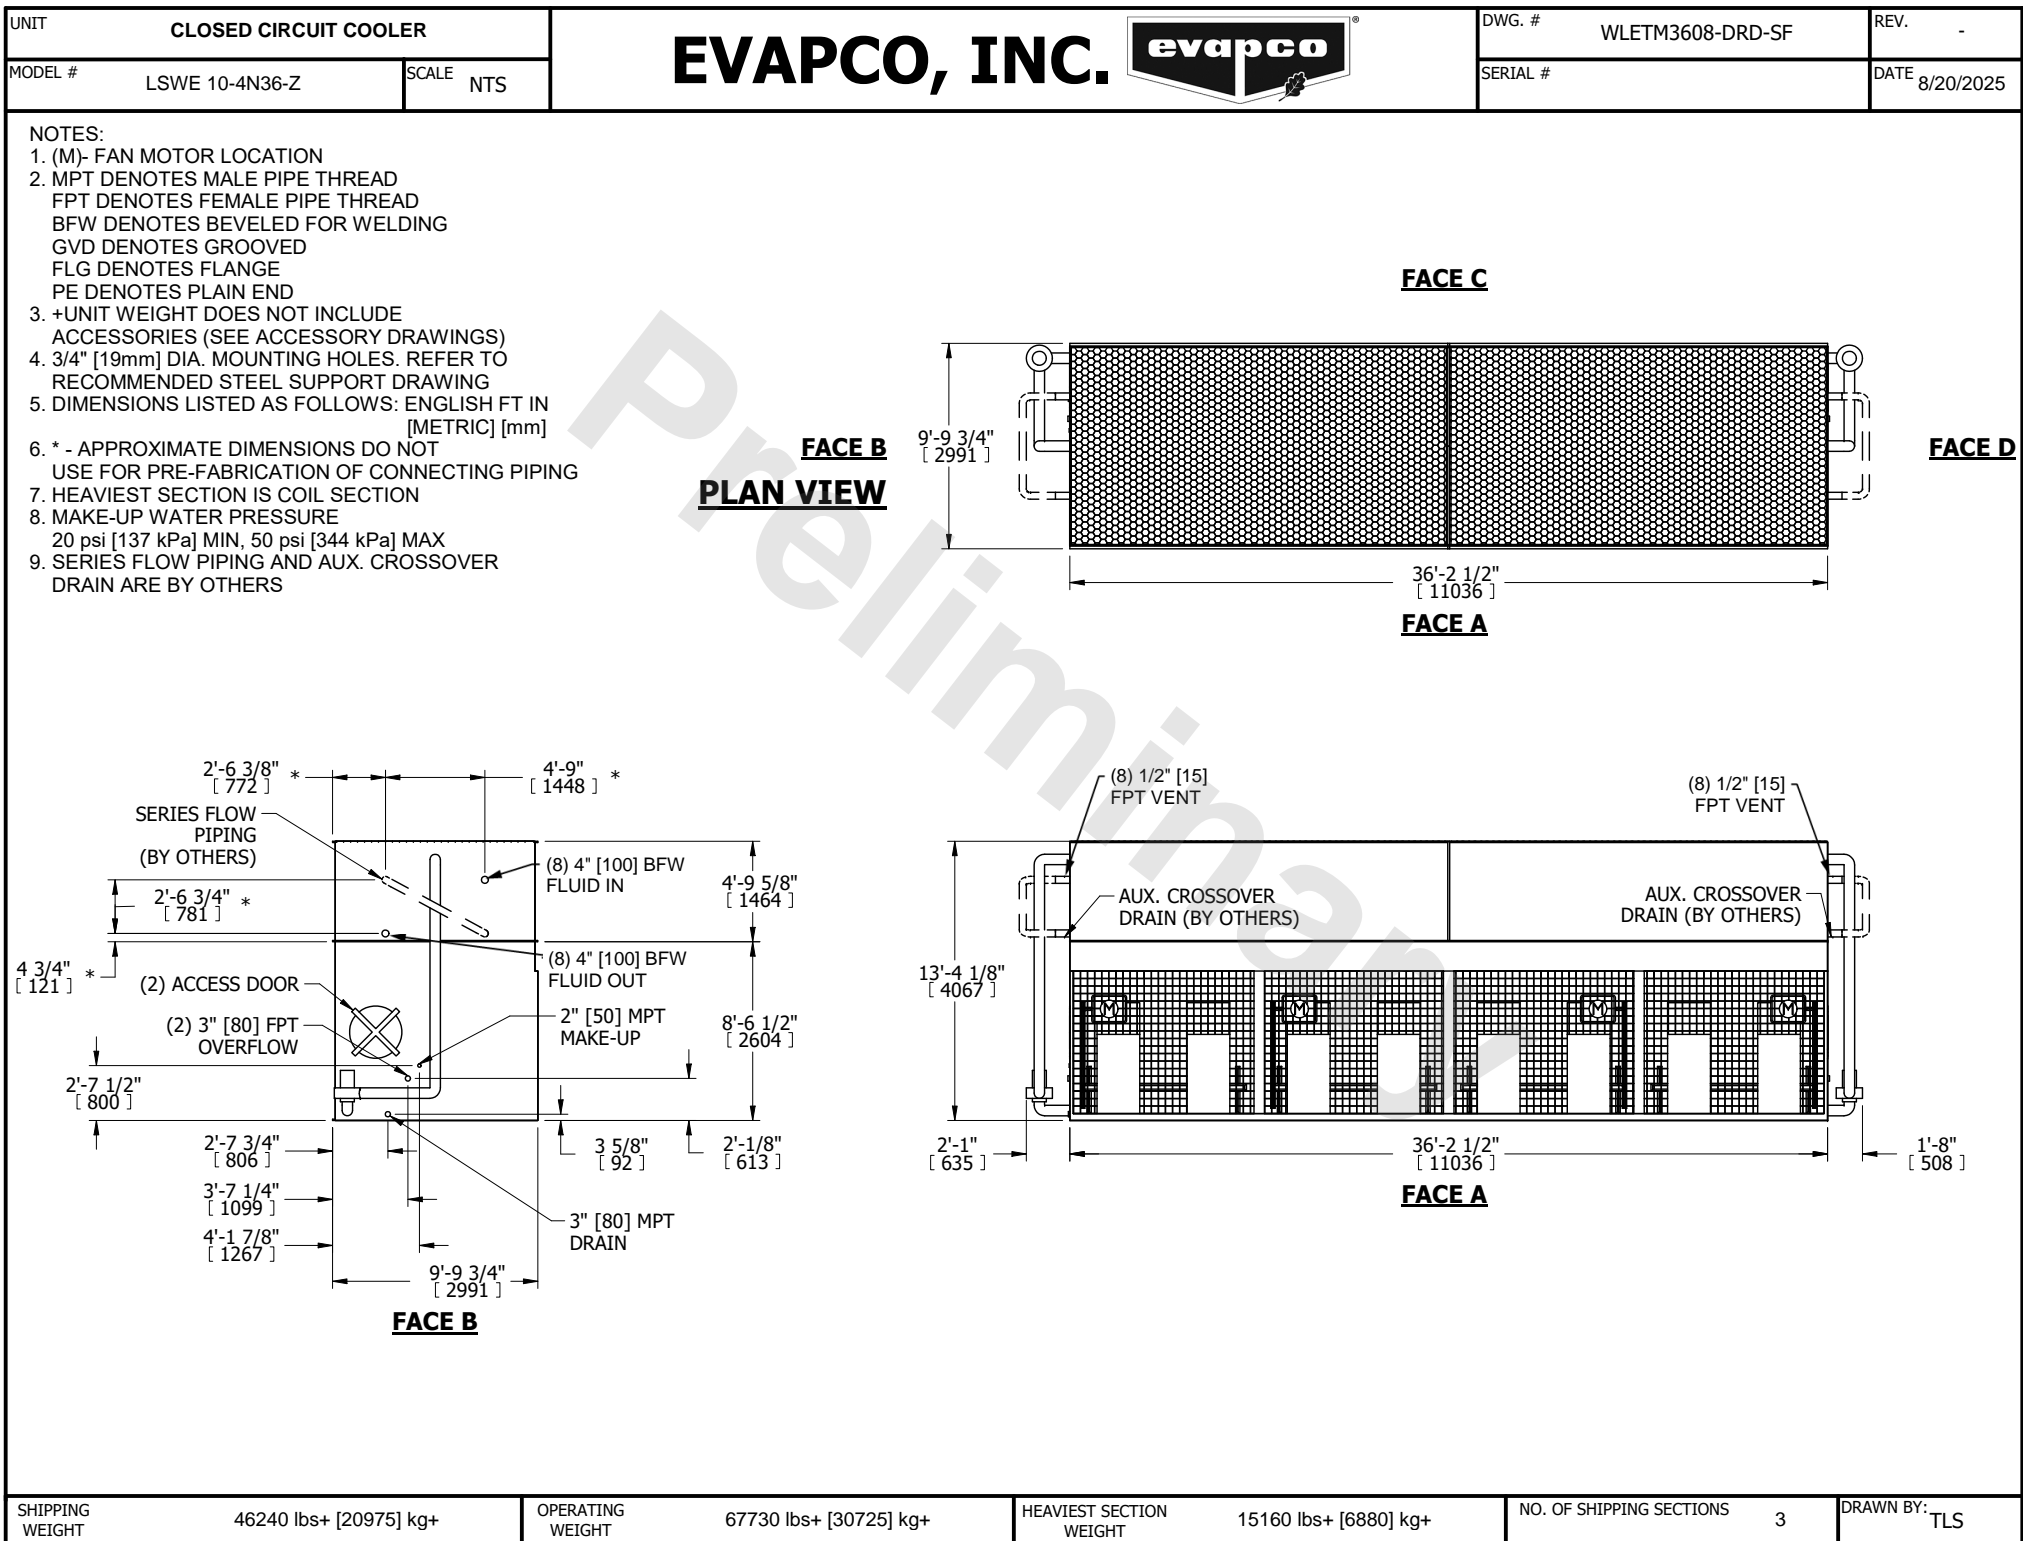 UNIT
CLOSED CIRCUIT COOLER
MODEL #
LSWE 10-4N36-Z
SCALE
NTS
EVAPCO, INC.
evapco®
DWG. #
WLETM3608-DRD-SF
REV.
-
SERIAL #
DATE
8/20/2025
NOTES:
1. (M)- FAN MOTOR LOCATION
2. MPT DENOTES MALE PIPE THREAD
FPT DENOTES FEMALE PIPE THREAD
BFW DENOTES BEVELED FOR WELDING
GVD DENOTES GROOVED
FLG DENOTES FLANGE
PE DENOTES PLAIN END
3. +UNIT WEIGHT DOES NOT INCLUDE
ACCESSORIES (SEE ACCESSORY DRAWINGS)
4. 3/4" [19mm] DIA. MOUNTING HOLES. REFER TO
RECOMMENDED STEEL SUPPORT DRAWING
5. DIMENSIONS LISTED AS FOLLOWS: ENGLISH FT IN
[METRIC] [mm]
6. * - APPROXIMATE DIMENSIONS DO NOT
USE FOR PRE-FABRICATION OF CONNECTING PIPING
7. HEAVIEST SECTION IS COIL SECTION
8. MAKE-UP WATER PRESSURE
20 psi [137 kPa] MIN, 50 psi [344 kPa] MAX
9. SERIES FLOW PIPING AND AUX. CROSSOVER
DRAIN ARE BY OTHERS
Preliminary
FACE C
FACE B
PLAN VIEW
9'-9 3/4"
[ 2991 ]
FACE D
36'-2 1/2"
[ 11036 ]
FACE A
2'-6 3/8" *
[ 772 ]
4'-9" *
[ 1448 ]
SERIES FLOW
PIPING
(BY OTHERS)
(8) 4" [100] BFW
FLUID IN
2'-6 3/4" *
[ 781 ]
4'-9 5/8"
[ 1464 ]
(8) 4" [100] BFW
FLUID OUT
4 3/4" *
[ 121 ]
(2) ACCESS DOOR
(2) 3" [80] FPT
OVERFLOW
2" [50] MPT
MAKE-UP
8'-6 1/2"
[ 2604 ]
2'-7 1/2"
[ 800 ]
2'-7 3/4"
[ 806 ]
3 5/8"
[ 92 ]
2'-1/8"
[ 613 ]
3'-7 1/4"
[ 1099 ]
4'-1 7/8"
[ 1267 ]
3" [80] MPT
DRAIN
9'-9 3/4"
[ 2991 ]
FACE B
(8) 1/2" [15]
FPT VENT
(8) 1/2" [15]
FPT VENT
AUX. CROSSOVER
DRAIN (BY OTHERS)
AUX. CROSSOVER
DRAIN (BY OTHERS)
13'-4 1/8"
[ 4067 ]
M
M
M
M
2'-1"
[ 635 ]
36'-2 1/2"
[ 11036 ]
1'-8"
[ 508 ]
FACE A
SHIPPING
WEIGHT
46240 lbs+ [20975] kg+
OPERATING
WEIGHT
67730 lbs+ [30725] kg+
HEAVIEST SECTION
WEIGHT
15160 lbs+ [6880] kg+
NO. OF SHIPPING SECTIONS
3
DRAWN BY:
TLS